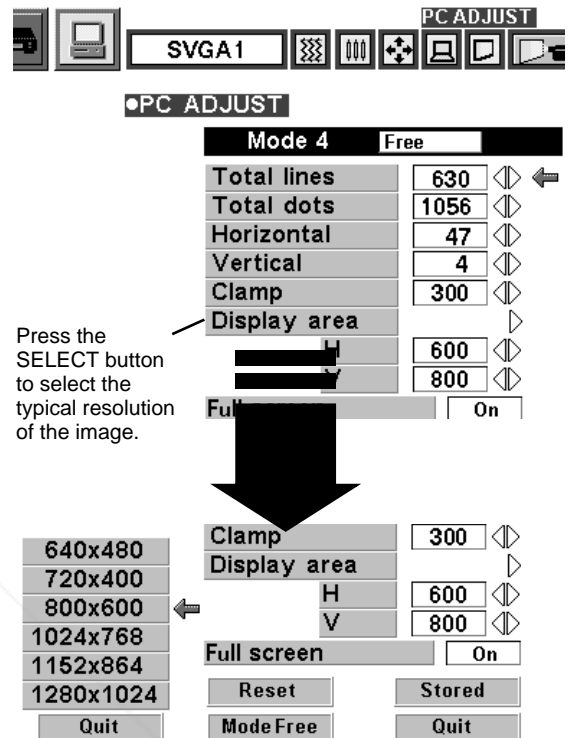 PC ADJUST
SVGA1
●PC ADJUST
Mode 4 Free
Total lines 630
Total dots 1056
Horizontal 47
Vertical 4
Clamp 300
Display area
H 600
V 800
Full screen On
Press the
SELECT button
to select the
typical resolution
of the image.
Clamp 300
Display area
H 600
V 800
Full screen On
Reset Stored
Mode Free Quit
640x480
720x400
800x600
1024x768
1152x864
1280x1024
Quit